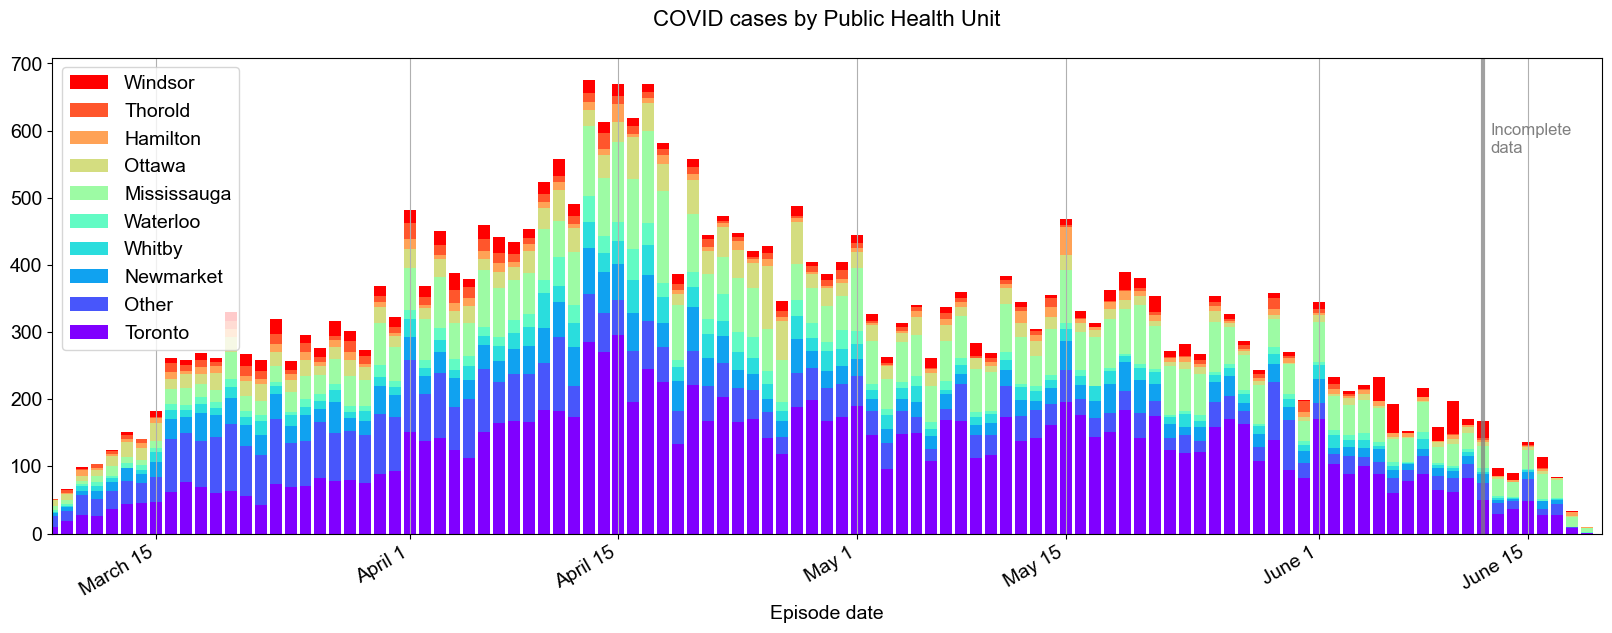 COVID cases by Public Health Unit
700
600
500
400
300
200
100
0
Windsor
Thorold
Hamilton
Ottawa
Mississauga
Waterloo
Whitby
Newmarket
Other
Toronto
Incomplete
data
March 15
April 1
April 15
May 1
May 15
June 1
June 15
Episode date